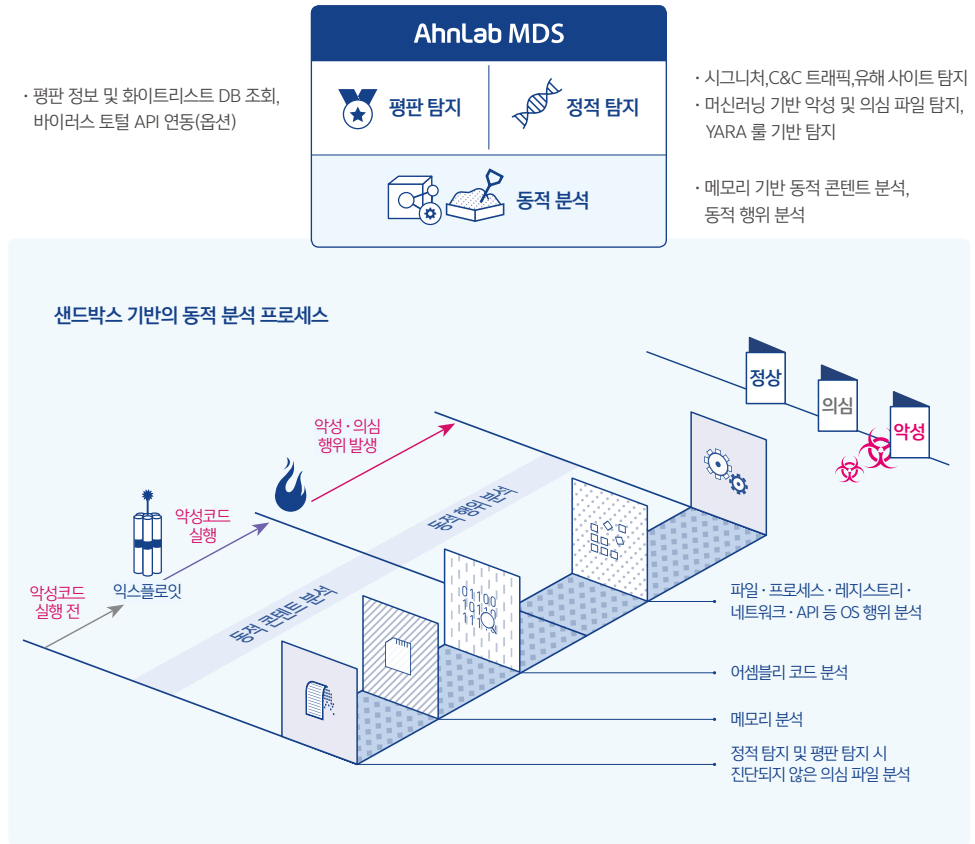 AhnLab MDS
· 평판 정보 및 화이트리스트 DB 조회,
바이러스 토털 API 연동(옵션)
평판 탐지
정적 탐지
· 시그니처,C&C 트래픽,유해 사이트 탐지
· 머신러닝 기반 악성 및 의심 파일 탐지,
YARA 룰 기반 탐지
동적 분석
· 메모리 기반 동적 콘텐트 분석,
동적 행위 분석
샌드박스 기반의 동적 분석 프로세스
정상
의심
악성
악성 · 의심
행위 발생
악성코드
실행
익스플로잇
악성코드
실행 전
동적 행위 분석
동적 콘텐트 분석
01100
10110
111
파일 · 프로세스 · 레지스트리 ·
네트워크 · API 등 OS 행위 분석
어셈블리 코드 분석
메모리 분석
정적 탐지 및 평판 탐지 시
진단되지 않은 의심 파일 분석